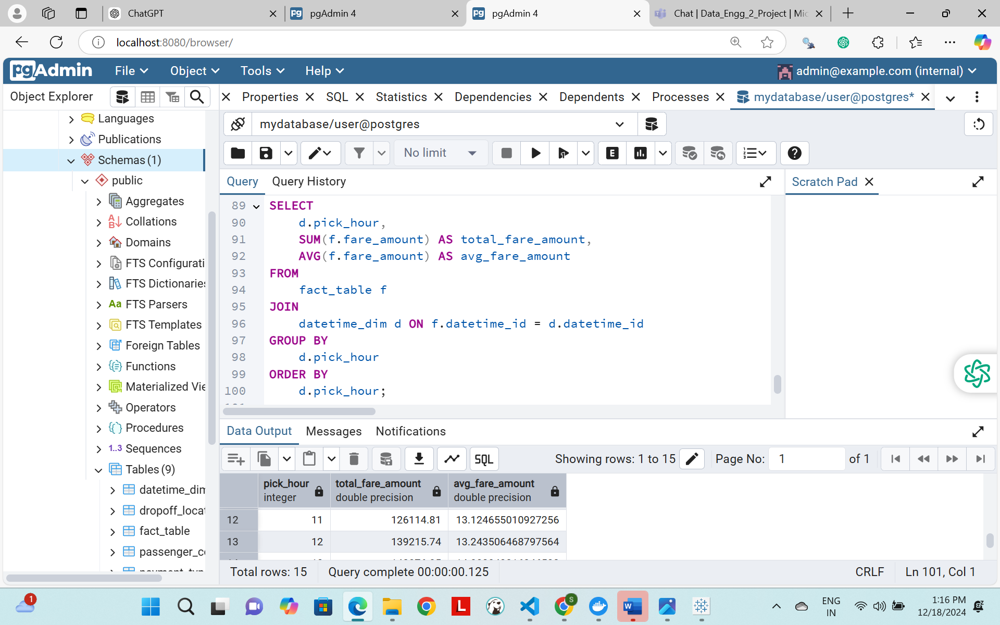 ChatGPT
pgAdmin 4
pgAdmin 4
Chat | Data_Engg_2_Project | Mic
localhost:8080/browser/
pgAdmin
File
Object
Tools
Help
admin@example.com (internal)
Object Explorer
Properties
SQL
Statistics
Dependencies
Dependents
Processes
mydatabase/user@postgres*
Languages
Publications
Schemas (1)
public
Aggregates
Collations
Domains
FTS Configurati
FTS Dictionaries
FTS Parsers
FTS Templates
Foreign Tables
Functions
Materialized Vie
Operators
Procedures
1..3 Sequences
Tables (9)
datetime_dim
dropoff_locat
fact_table
passenger_co
mydatabase/user@postgres
No limit
Query
Query History
Scratch Pad
89 SELECT
90 d.pick_hour,
91 SUM(f.fare_amount) AS total_fare_amount,
92 AVG(f.fare_amount) AS avg_fare_amount
93 FROM
94 fact_table f
95 JOIN
96 datetime_dim d ON f.datetime_id = d.datetime_id
97 GROUP BY
98 d.pick_hour
99 ORDER BY
100 d.pick_hour;
Data Output
Messages
Notifications
SQL
Showing rows: 1 to 15
Page No: 1 of 1
pick_hour integer
total_fare_amount double precision
avg_fare_amount double precision
12 11 126114.81 13.124655010927256
13 12 139215.74 13.243506468797564
Total rows: 15
Query complete 00:00:00.125
CRLF
Ln 101, Col 1
1
ENG
IN
1:16 PM
12/18/2024